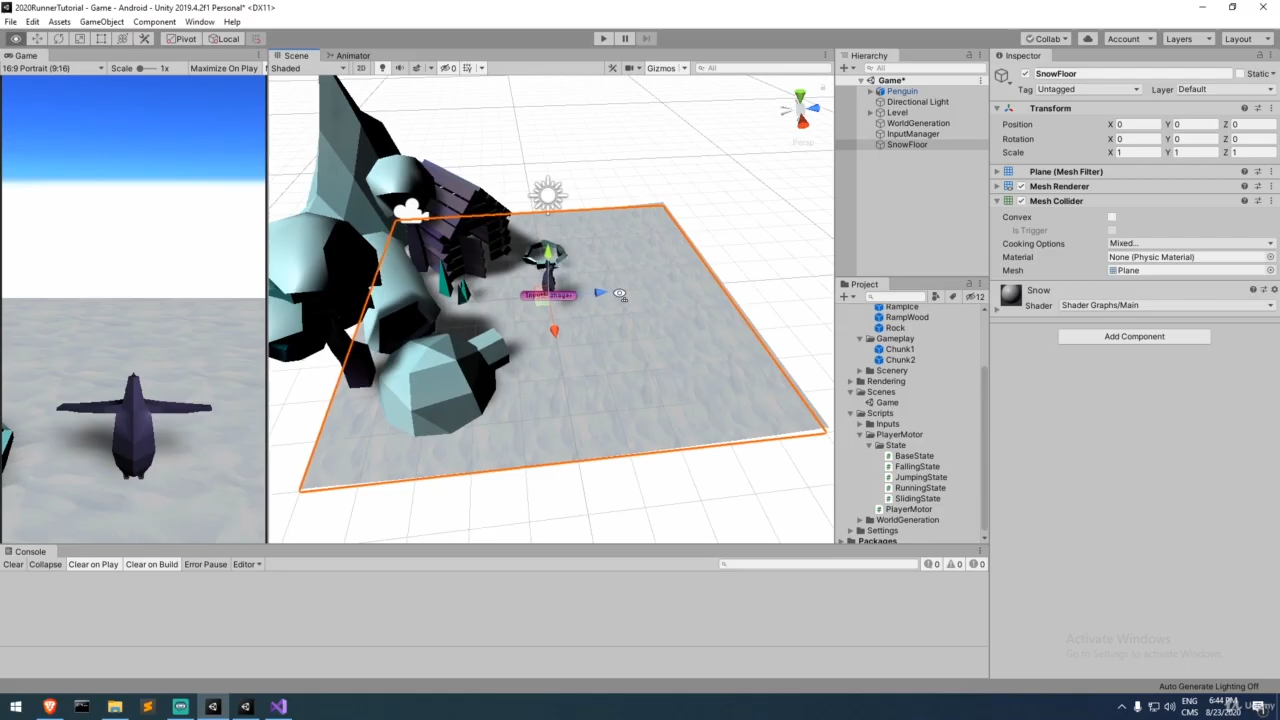 2020RunnerTutorial - Game - Android - Unity 2019.4.2f1 Personal* <DX11>
File Edit Assets GameObject Component Window Help
Pivot Local Collab Account Layers Layout
Game Scene Animator Hierarchy Inspector
16:9 Portrait (9:16) Scale 1x Maximize On Play Shaded 2D 0 Gizmos All All
SnowFloor Static
Tag Untagged Layer Default
Game*
Penguin
Directional Light
Level
WorldGeneration
InputManager
SnowFloor
Persp
Transform
Position X 0 Y 0 Z 0
Rotation X 0 Y 0 Z 0
Scale X 1 Y 1 Z 1
Plane (Mesh Filter)
Mesh Renderer
Mesh Collider
Convex
Is Trigger
Cooking Options Mixed...
Material None (Physic Material)
Mesh Plane
Snow
Shader Shader Graphs/Main
Add Component
Project
12
RampIce
RampWood
Rock
Gameplay
Chunk1
Chunk2
Scenery
Rendering
Scenes
Game
Scripts
Inputs
PlayerMotor
State
BaseState
FallingState
JumpingState
RunningState
SlidingState
PlayerMotor
WorldGeneration
Settings
Packages
Console
Clear Collapse Clear on Play Clear on Build Error Pause Editor 0 0 0
Activate Windows
Go to Settings to activate Windows.
Auto Generate Lighting Off
ENG 6:44 PM
CMS 8/23/2020
Udemy